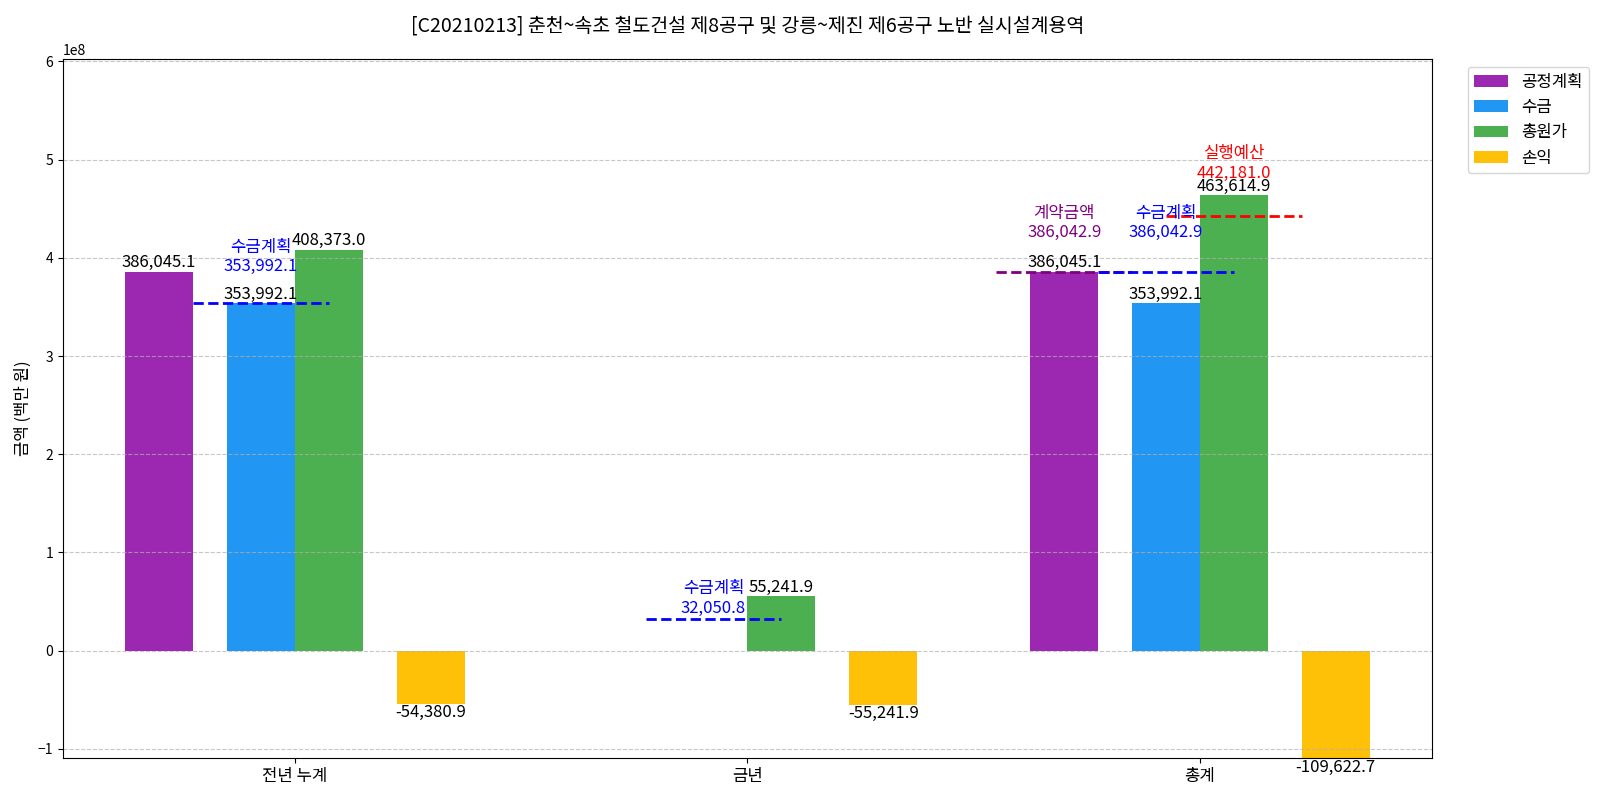 [C20210213] 춘천~속초 철도건설 제8공구 및 강릉~제진 제6공구 노반 실시설계용역
1e8
6
5
4
3
2
1
0
−1
금액 (백만 원)
386,045.1
수금계획
353,992.1
353,992.1
408,373.0
-54,380.9
수금계획
32,050.8
55,241.9
-55,241.9
계약금액
386,042.9
386,045.1
수금계획
386,042.9
353,992.1
실행예산
442,181.0
463,614.9
-109,622.7
전년 누계
금년
총계
공정계획
수금
총원가
손익